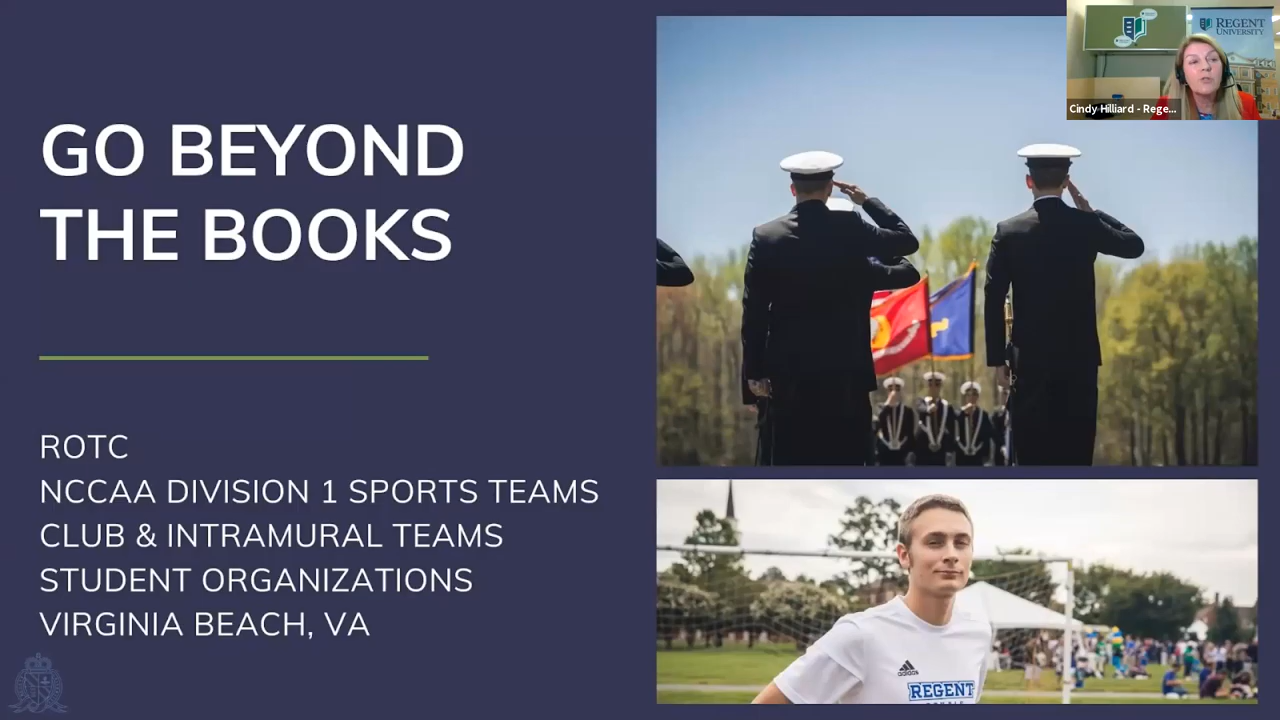 GO BEYOND
THE BOOKS
ROTC
NCCAA DIVISION 1 SPORTS TEAMS
CLUB & INTRAMURAL TEAMS
STUDENT ORGANIZATIONS
VIRGINIA BEACH, VA
REGENT
UNIVERSITY
Cindy Hilliard - Rege...
adidas
REGENT